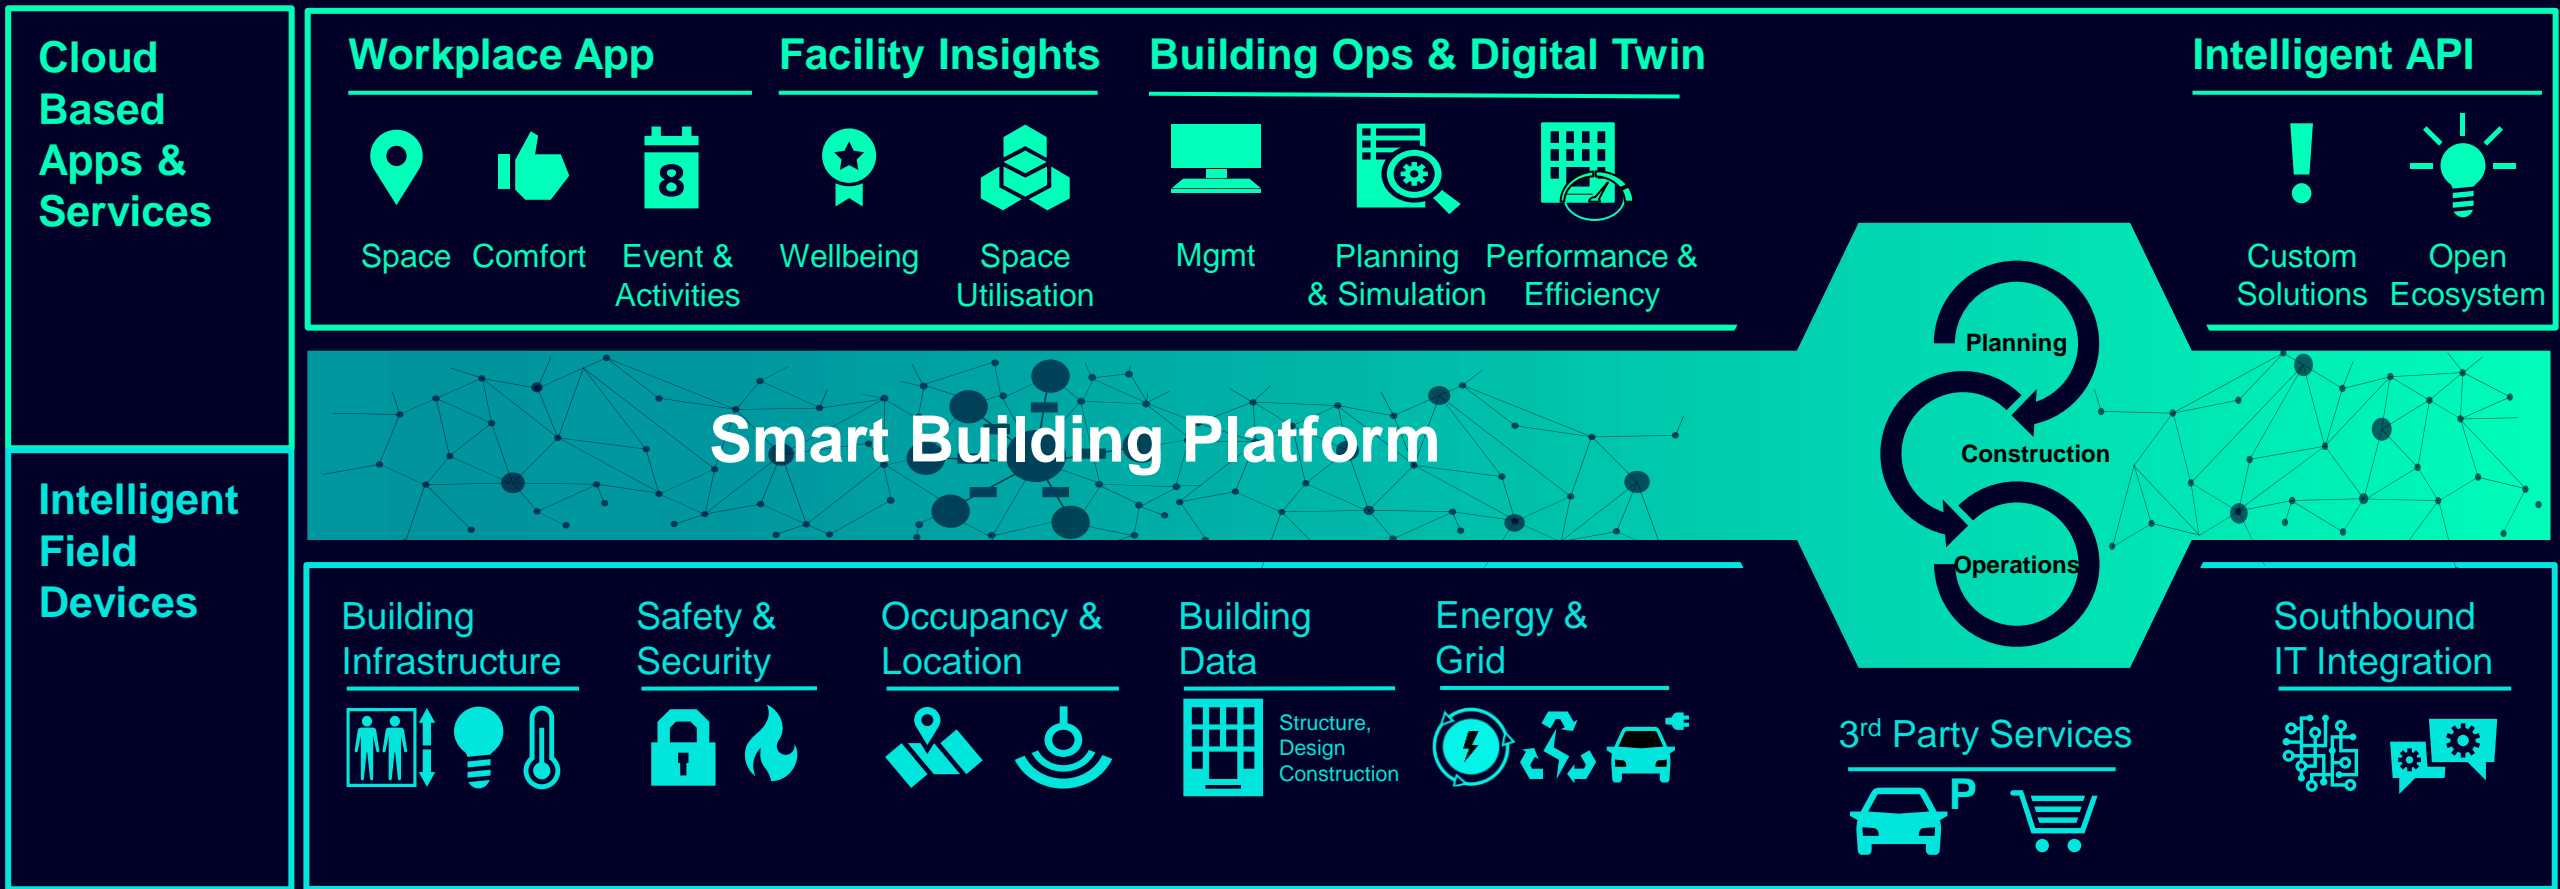 Cloud
Based
Apps &
Services
Workplace App
Facility Insights
Building Ops & Digital Twin
Intelligent API
8
Space
Comfort
Event &
Activities
Wellbeing
Space
Utilisation
Mgmt
Planning
& Simulation
Performance &
Efficiency
Custom
Solutions
Open
Ecosystem
Smart Building Platform
Planning
Construction
Operations
Intelligent
Field
Devices
Building
Infrastructure
Safety &
Security
Occupancy &
Location
Building
Data
Structure,
Design
Construction
Energy &
Grid
3rd Party Services
P
Southbound
IT Integration